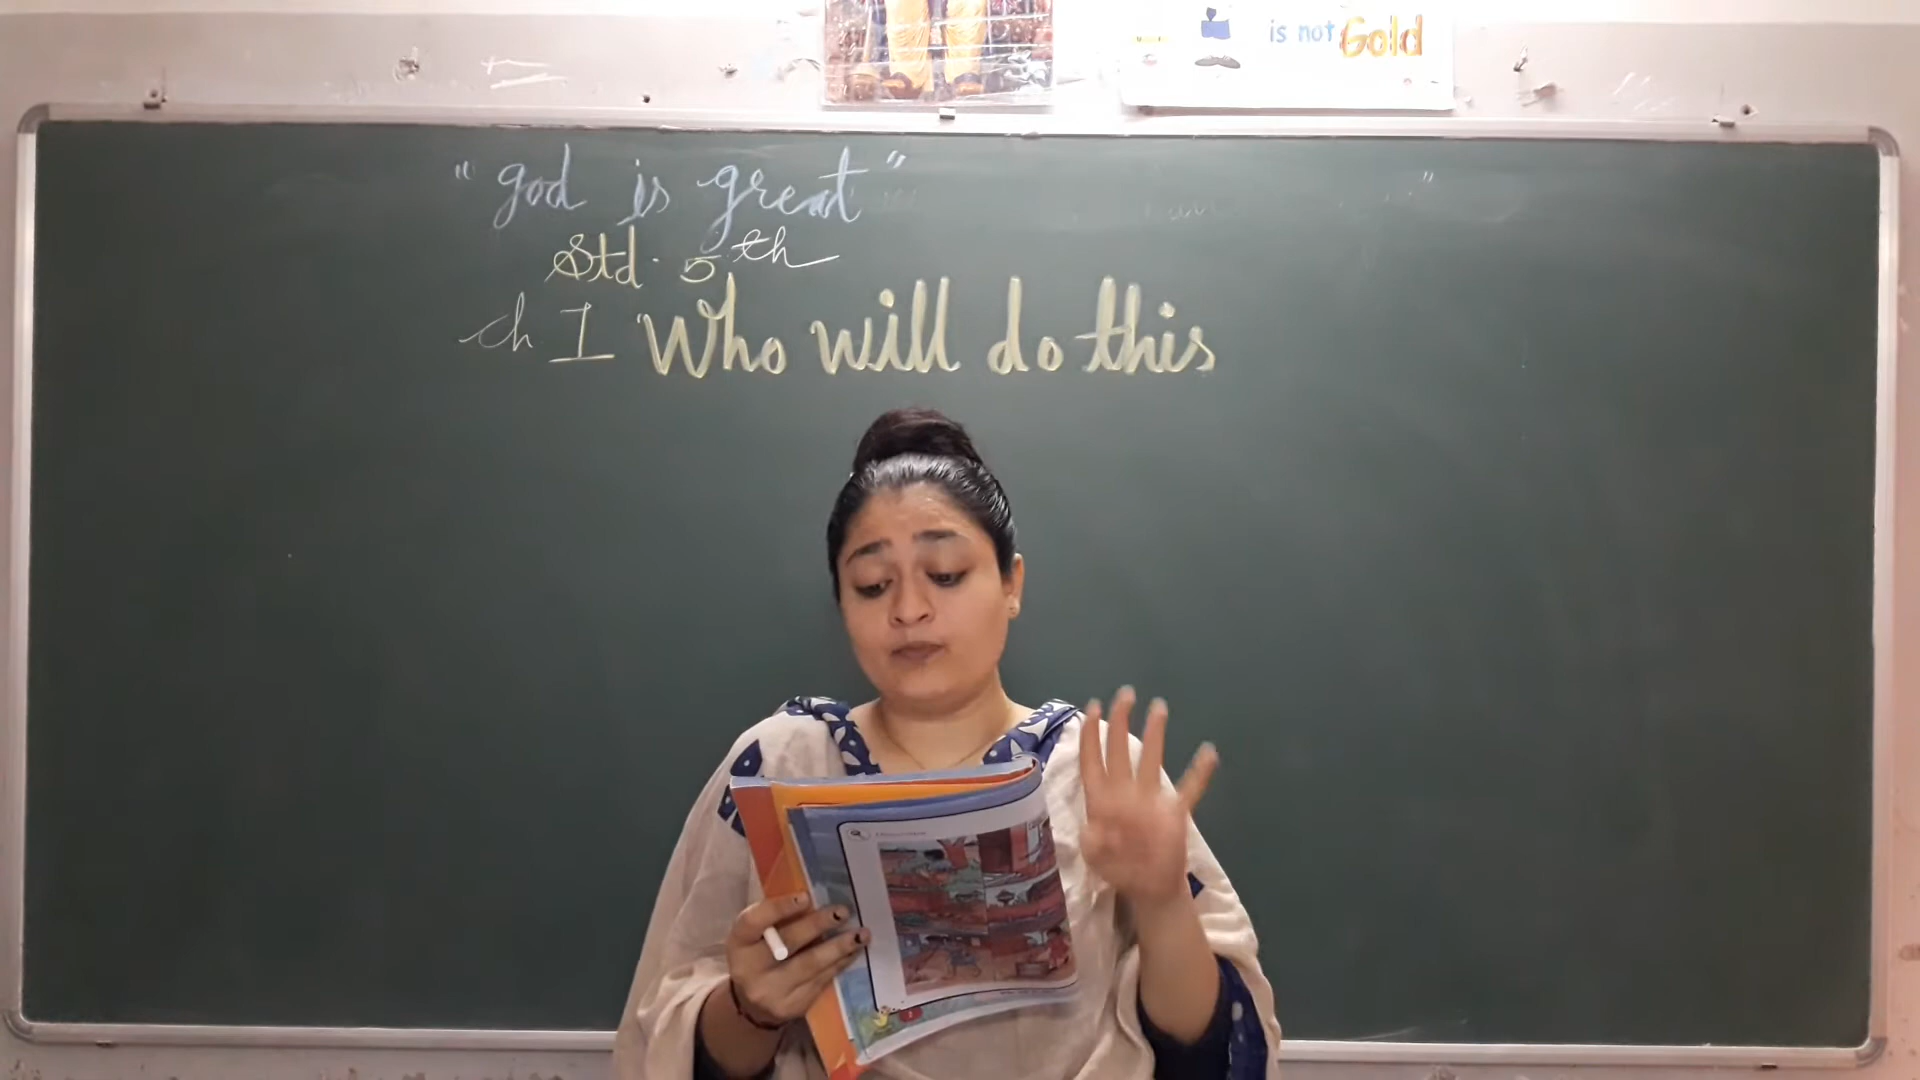 is not Gold
"god is great"
Std. 5th
ch I Who will do this